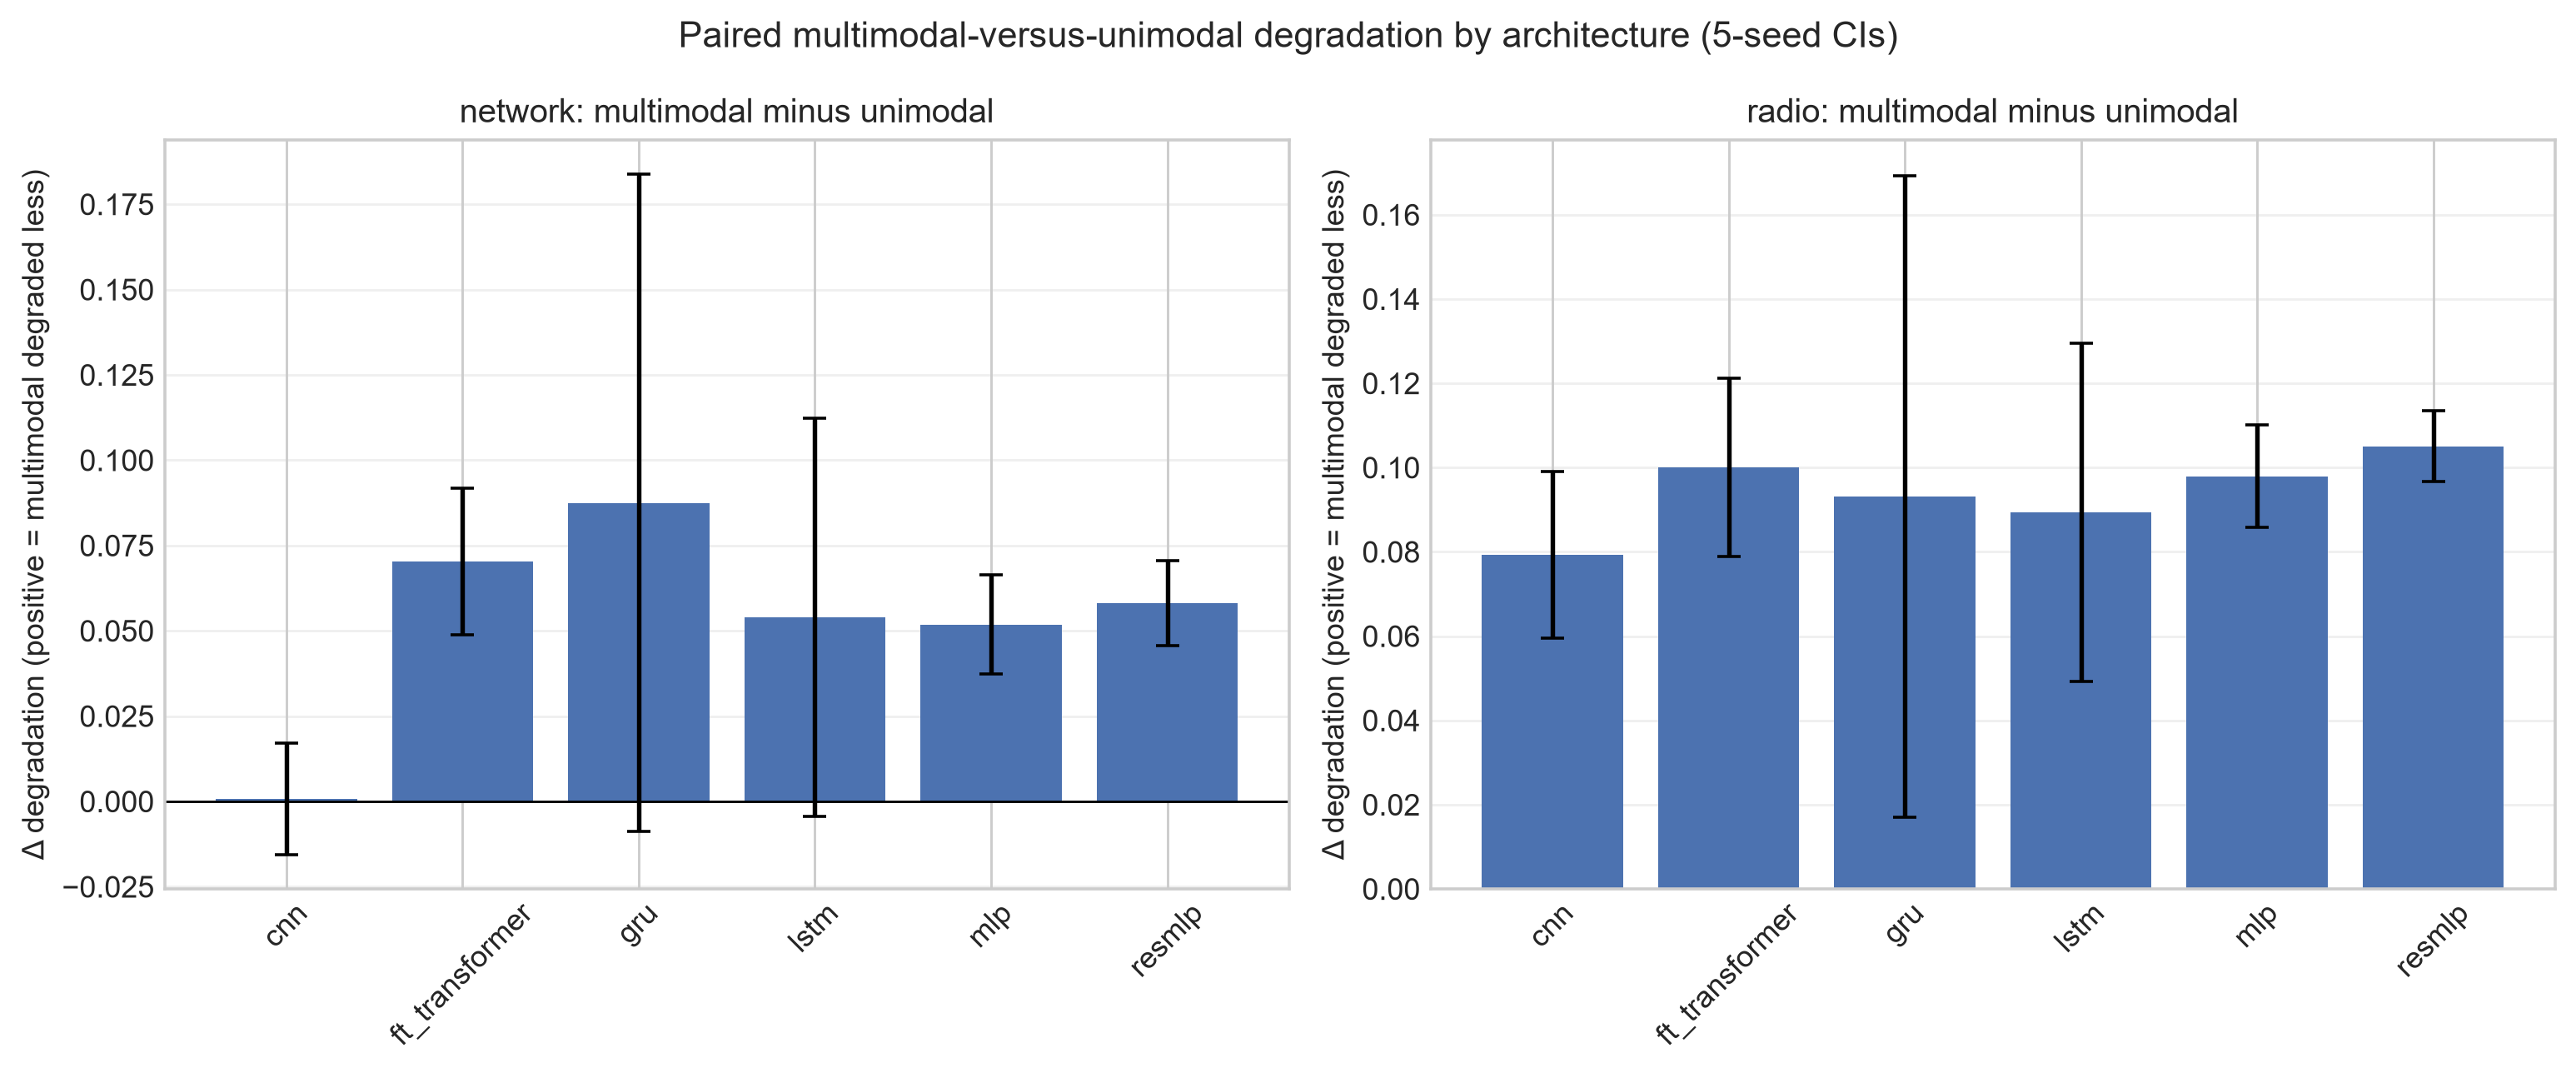 Paired multimodal-versus-unimodal degradation by architecture (5-seed CIs)
network: multimodal minus unimodal
Δ degradation (positive = multimodal degraded less)
0.175
0.150
0.125
0.100
0.075
0.050
0.025
0.000
−0.025
cnn
ft_transformer
gru
lstm
mlp
resmlp
radio: multimodal minus unimodal
Δ degradation (positive = multimodal degraded less)
0.16
0.14
0.12
0.10
0.08
0.06
0.04
0.02
0.00
cnn
ft_transformer
gru
lstm
mlp
resmlp